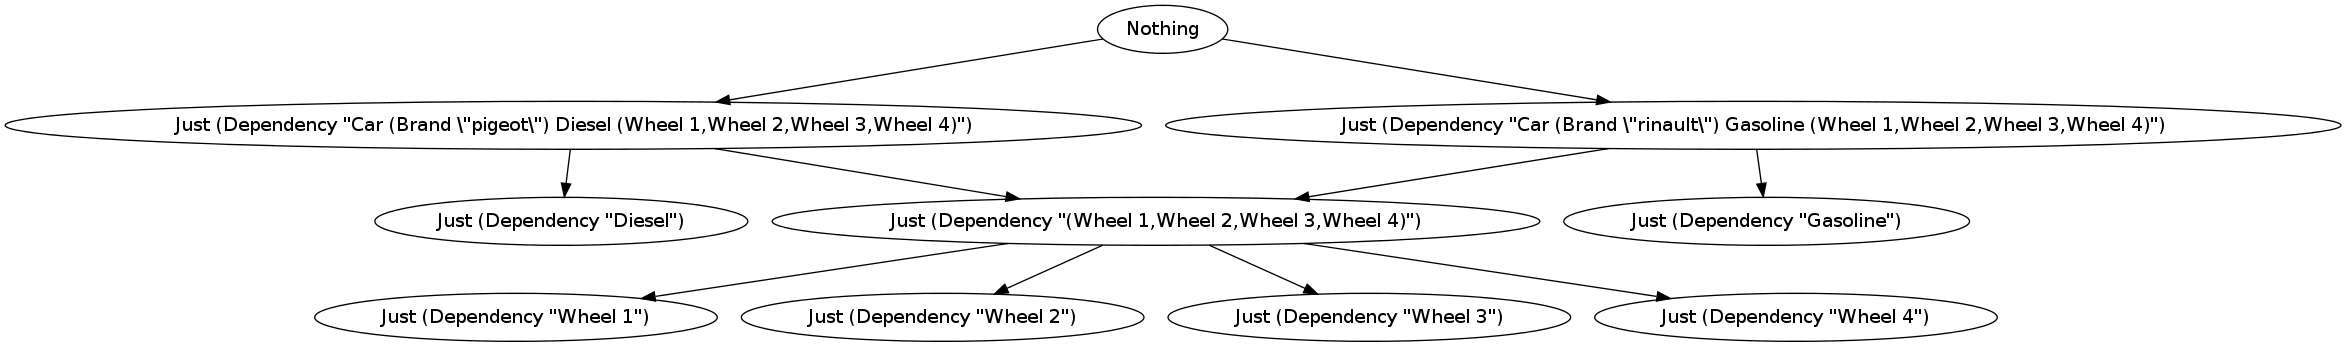 Nothing
Just (Dependency "Car (Brand \"pigeot\") Diesel (Wheel 1,Wheel 2,Wheel 3,Wheel 4)")
Just (Dependency "Car (Brand \"rinault\") Gasoline (Wheel 1,Wheel 2,Wheel 3,Wheel 4)")
Just (Dependency "Diesel")
Just (Dependency "(Wheel 1,Wheel 2,Wheel 3,Wheel 4)")
Just (Dependency "Gasoline")
Just (Dependency "Wheel 1")
Just (Dependency "Wheel 2")
Just (Dependency "Wheel 3")
Just (Dependency "Wheel 4")